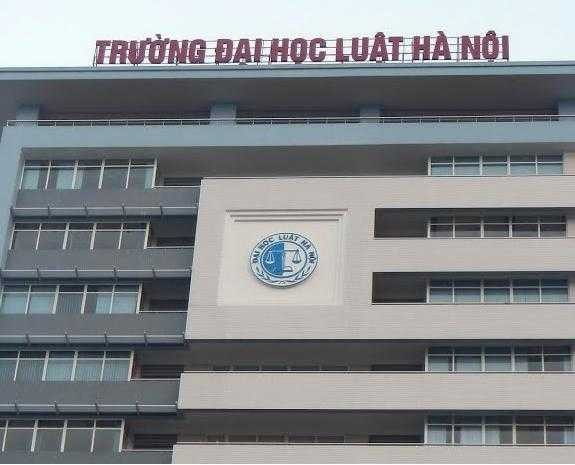 TRƯỜNG ĐẠI HỌC LUẬT HÀ NỘI
ĐẠI HỌC LUẬT HÀ NỘI